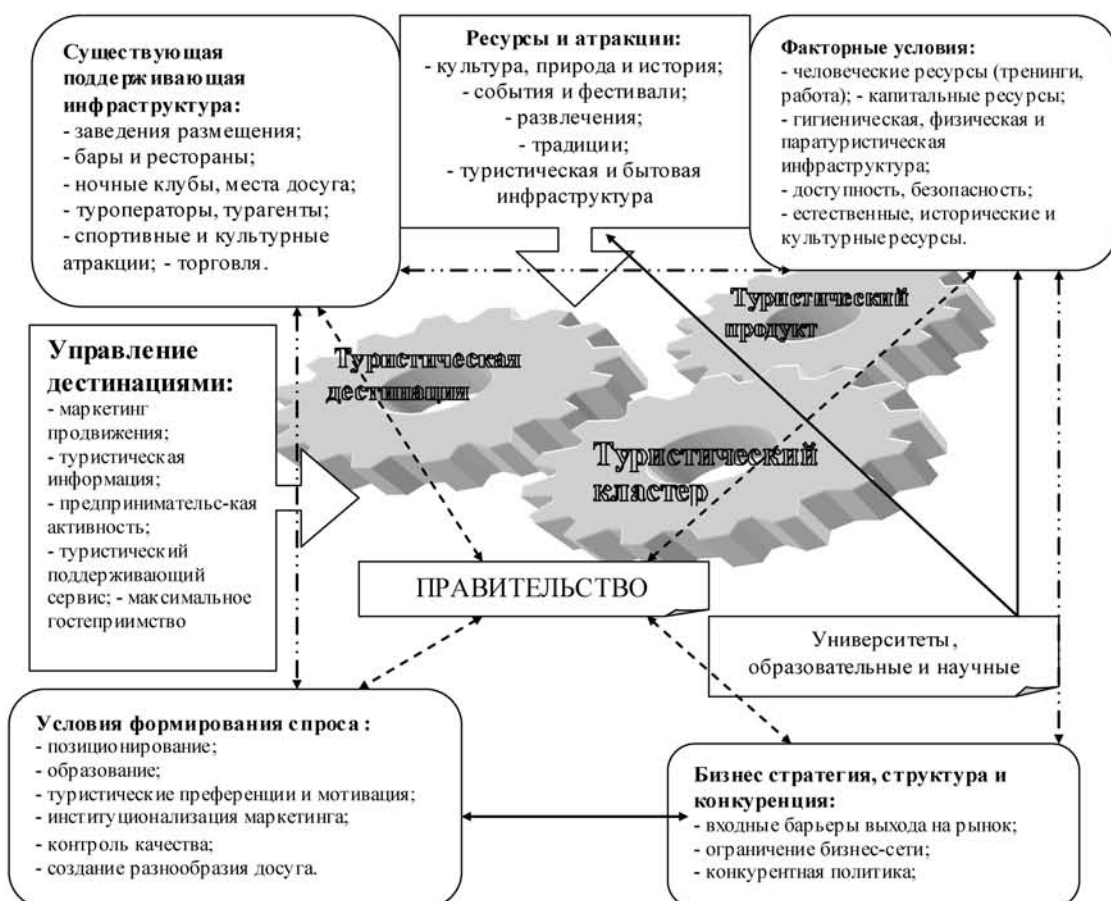 Существующая
поддерживающая
инфраструктура:
- заведения размещения;
- бары и рестораны;
- ночные клубы, места досуга;
- туроператоры, турагенты;
- спортивные и культурные
атракции; - торговля.
Ресурсы и атракции:
- культура, природа и история;
- события и фестивали;
- развлечения;
- традиции;
- туристическая и бытовая
инфраструктура
Факторные условия:
- человеческие ресурсы (тренинги,
работа); - капитальные ресурсы;
- гигиеническая, физическая и
паратуристическая
инфраструктура;
- доступность, безопасность;
- естественные, исторические и
культурные ресурсы.
Туристический
продукт
Туристическая
дестинация
Туристический
кластер
Управление
дестинациями:
- маркетинг
продвижения;
- туристическая
информация;
- предпринимательс-кая
активность;
- туристический
поддерживающий
сервис; - максимальное
гостеприимство
ПРАВИТЕЛЬСТВО
Университеты,
образовательные и научные
Условия формирования спроса :
- позиционирование;
- образование;
- туристические преференции и мотивация;
- институционализация маркетинга;
- контроль качества;
- создание разнообразия досуга.
Бизнес стратегия, структура и
конкуренция:
- входные барьеры выхода на рынок;
- ограничение бизнес-сети;
- конкурентная политика;